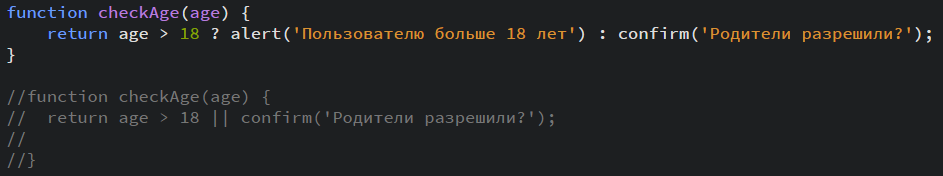 function checkAge(age) {
    return age > 18 ? alert('Пользователю больше 18 лет') : confirm('Родители разрешили?');
}
//function checkAge(age) {
//  return age > 18 || confirm('Родители разрешили?');
//
//}